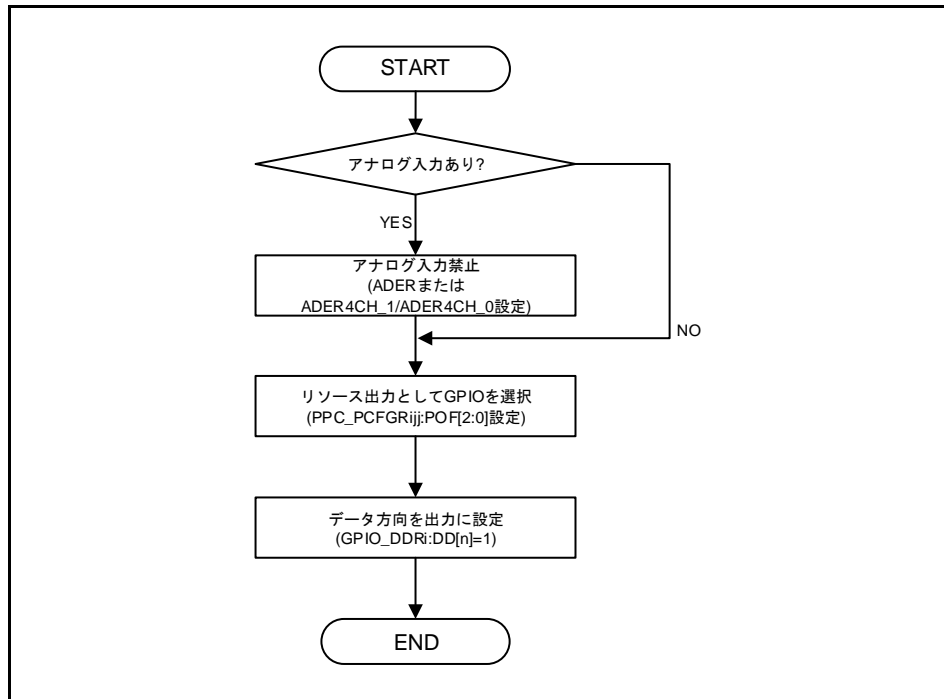 START
アナログ入力あり?
YES
アナログ入力禁止
(ADERまたは
ADER4CH_1/ADER4CH_0設定)
NO
リソース出力としてGPIOを選択
(PPC_PCFGRijj:POF[2:0]設定)
データ方向を出力に設定
(GPIO_DDRi:DD[n]=1)
END